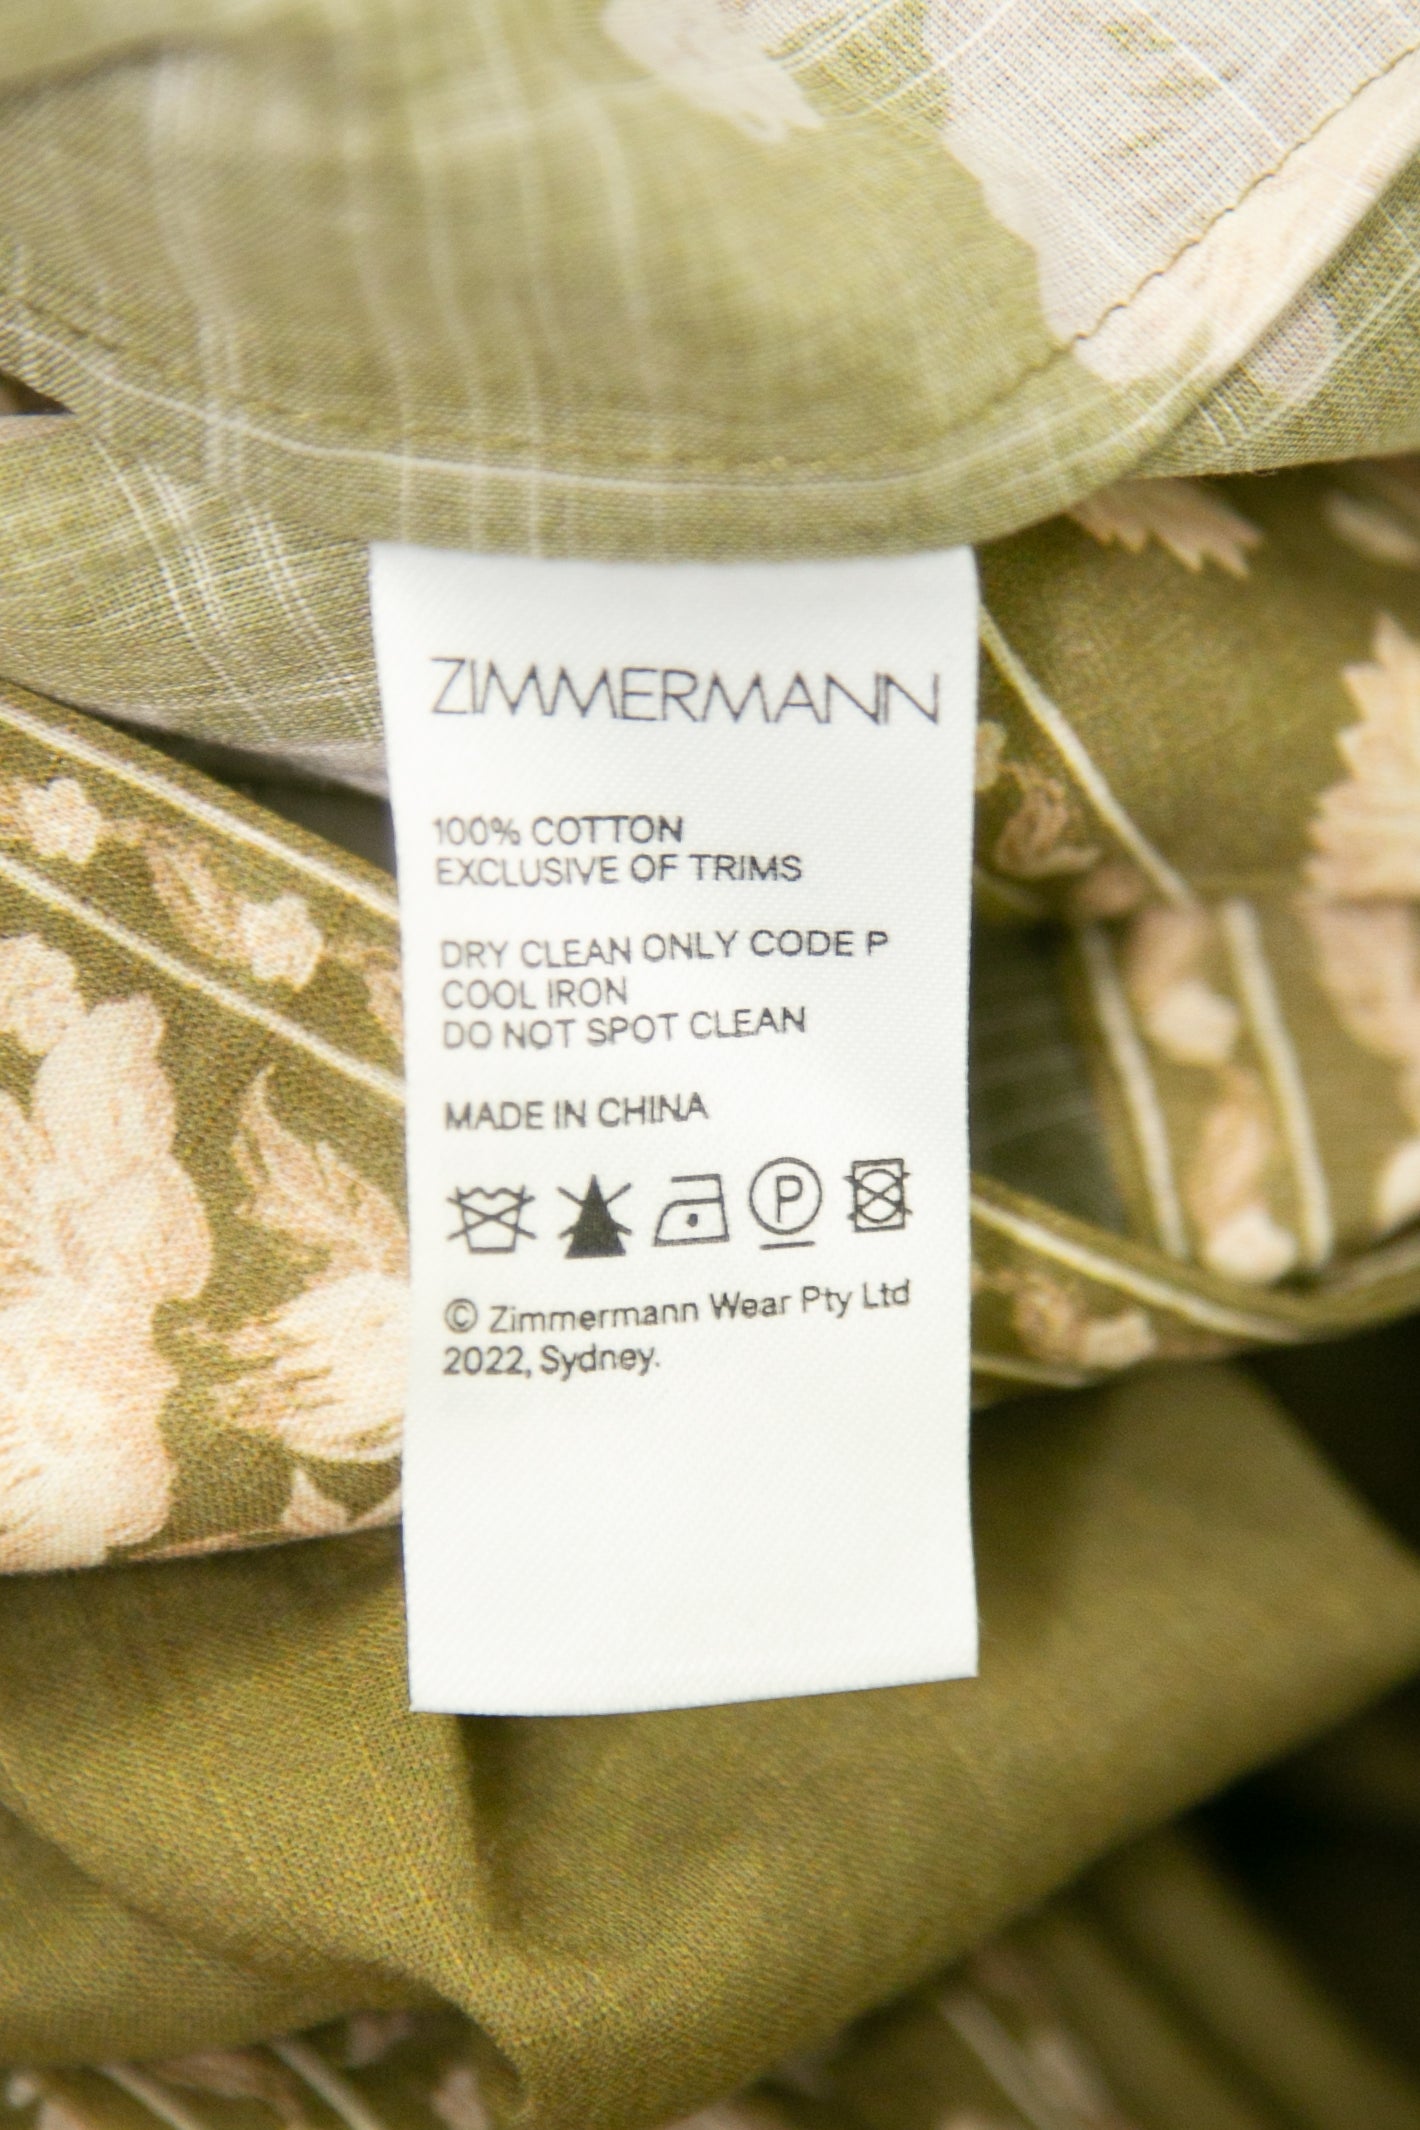 ZIMMERMANN
100% COTTON
EXCLUSIVE OF TRIMS
DRY CLEAN ONLY CODE P
COOL IRON
DO NOT SPOT CLEAN
MADE IN CHINA
P
© Zimmermann Wear Pty Ltd
2022, Sydney.